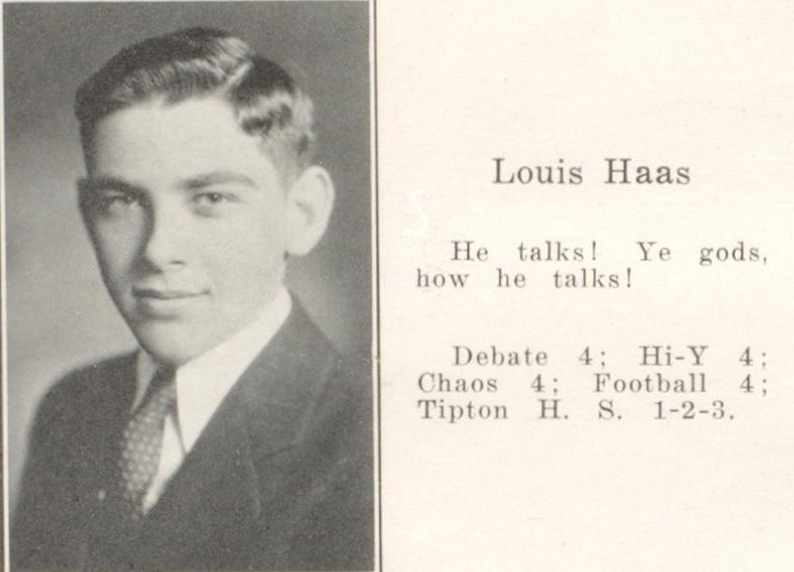 Louis Haas
He talks! Ye gods,
how he talks!
Debate 4; Hi-Y 4;
Chaos 4; Football 4;
Tipton H. S. 1-2-3.